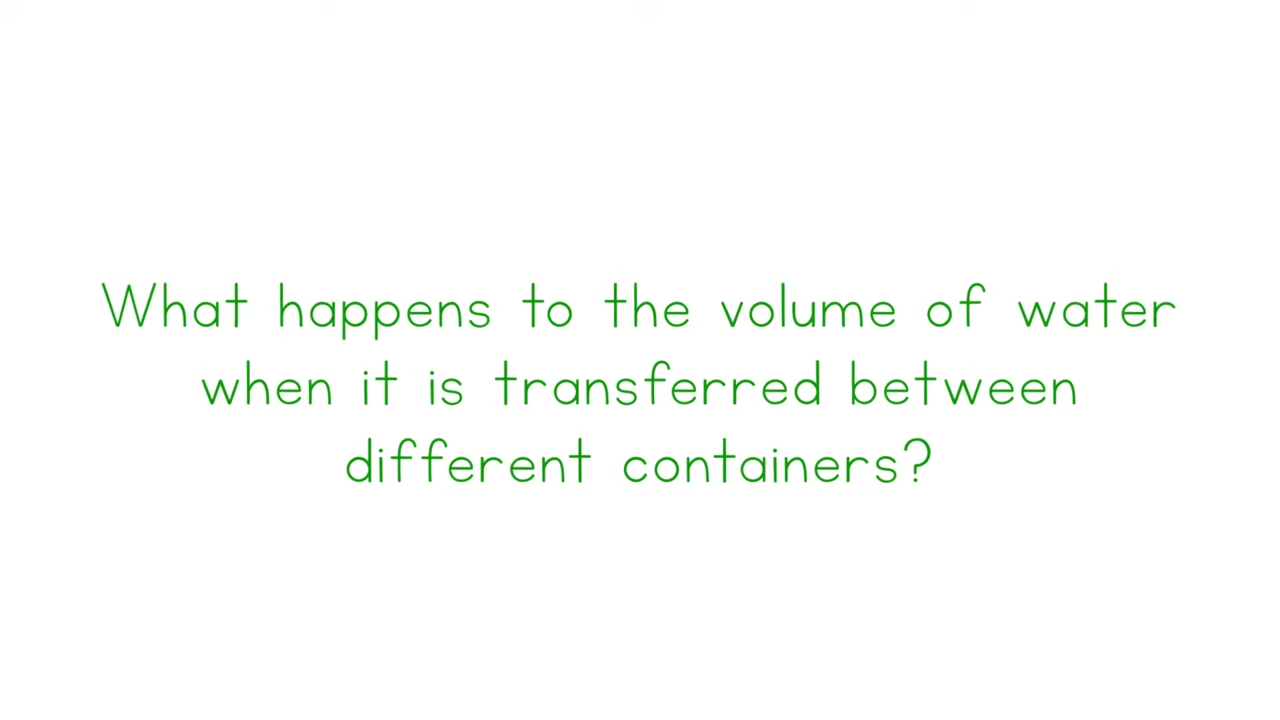 What happens to the volume of water
when it is transferred between
different containers?